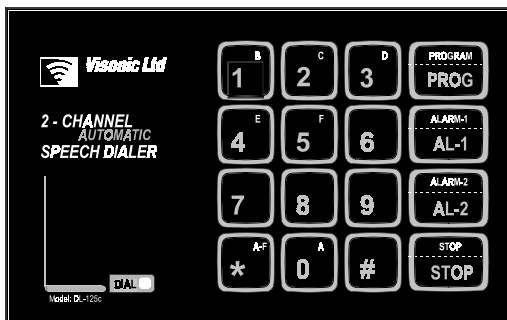 Visonic Ltd
2 - CHANNEL
AUTOMATIC
SPEECH DIALER
DIAL
Model: DL-125c
B
1
C
2
D
3
PROGRAM
PROG
E
4
F
5
6
ALARM-1
AL-1
7
8
9
ALARM-2
AL-2
A-F
*
A
0
#
STOP
STOP